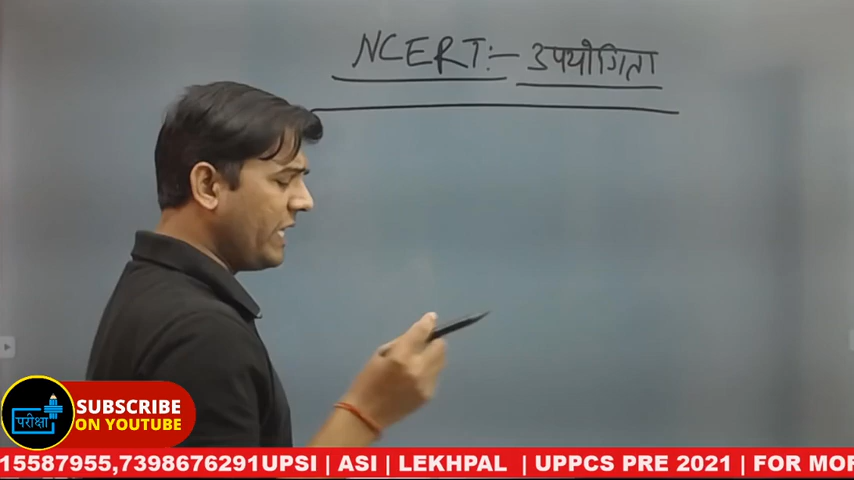 NCERT:- उपयोगिता
परीक्षा
SUBSCRIBE
ON YOUTUBE
15587955,7398676291UPSI | ASI | LEKHPAL | UPPCS PRE 2021 | FOR MOR